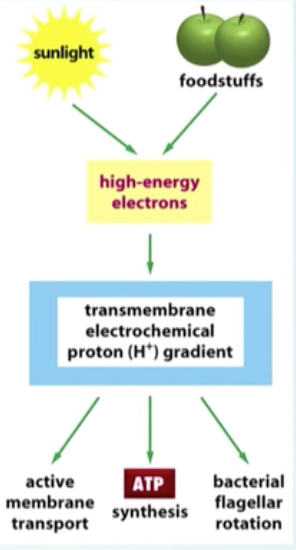 sunlight
foodstuffs
high-energy
electrons
transmembrane
electrochemical
proton (H⁺) gradient
active
membrane
transport
ATP
synthesis
bacterial
flagellar
rotation